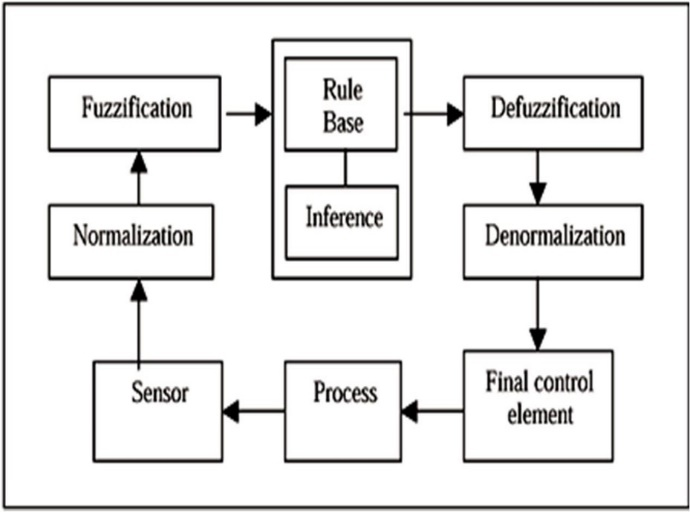 Fuzzification
Rule
Base
Defuzzification
Normalization
Inference
Denormalization
Sensor
Process
Final control
element